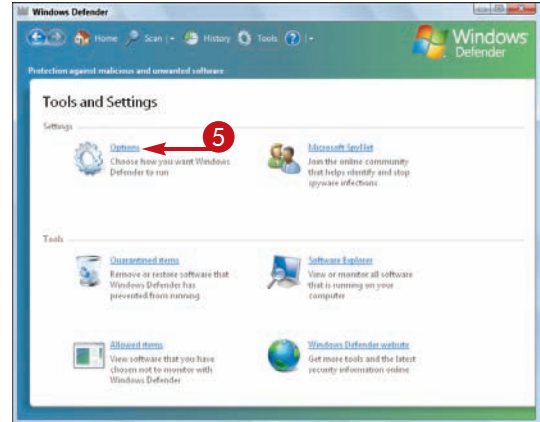 Windows Defender
Home Scan History Tools
Windows
Defender
Protection against malicious and unwanted software
Tools and Settings
Settings
Options
5
Choose how you want Windows
Defender to run
Microsoft SpyNet
Join the online community
that helps identify and stop
spyware infections
Tools
Quarantined items
Remove or restore software that
Windows Defender has
prevented from running
Software Explorer
View or monitor all software
that is running on your
computer
Allowed items
View software that you have
chosen not to monitor with
Windows Defender
Windows Defender website
Get more tools and the latest
security information online